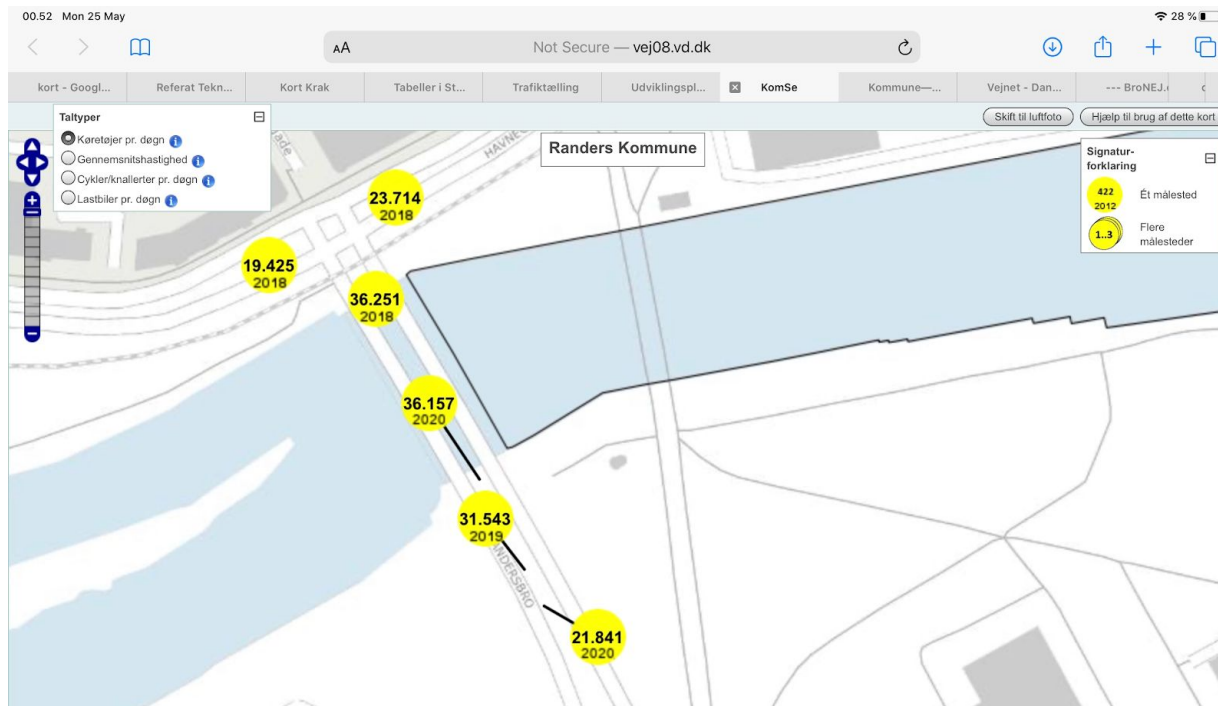 00.52 Mon 25 May
28 %
AA
Not Secure — vej08.vd.dk
kort - Googl...
Referat Tekn...
Kort Krak
Tabeller i St...
Trafiktælling
Udviklingspl...
KomSe
Kommune—...
Vejnet - Dan...
--- BroNEJ.
Skift til luftfoto
Hjælp til brug af dette kort
Taltyper
Køretøjer pr. døgn
Gennemsnitshastighed
Cykler/knallerter pr. døgn
Lastbiler pr. døgn
Randers Kommune
Signatur-
forklaring
422
2012
Ét målested
1..3
Flere
målesteder
ade
HAVNEG
23.714
2018
19.425
2018
36.251
2018
36.157
2020
31.543
2019
ANDERSBRO
21.841
2020